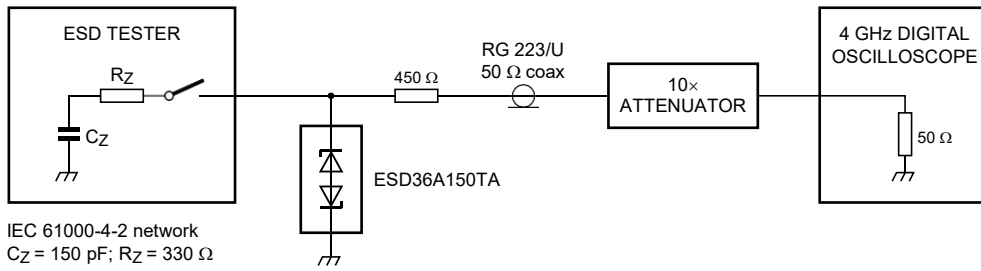 ESD TESTER
RZ
CZ
IEC 61000-4-2 network
CZ = 150 pF; RZ = 330 Ω
450 Ω
RG 223/U
50 Ω coax
ESD36A150TA
10×
ATTENUATOR
4 GHz DIGITAL
OSCILLOSCOPE
50 Ω